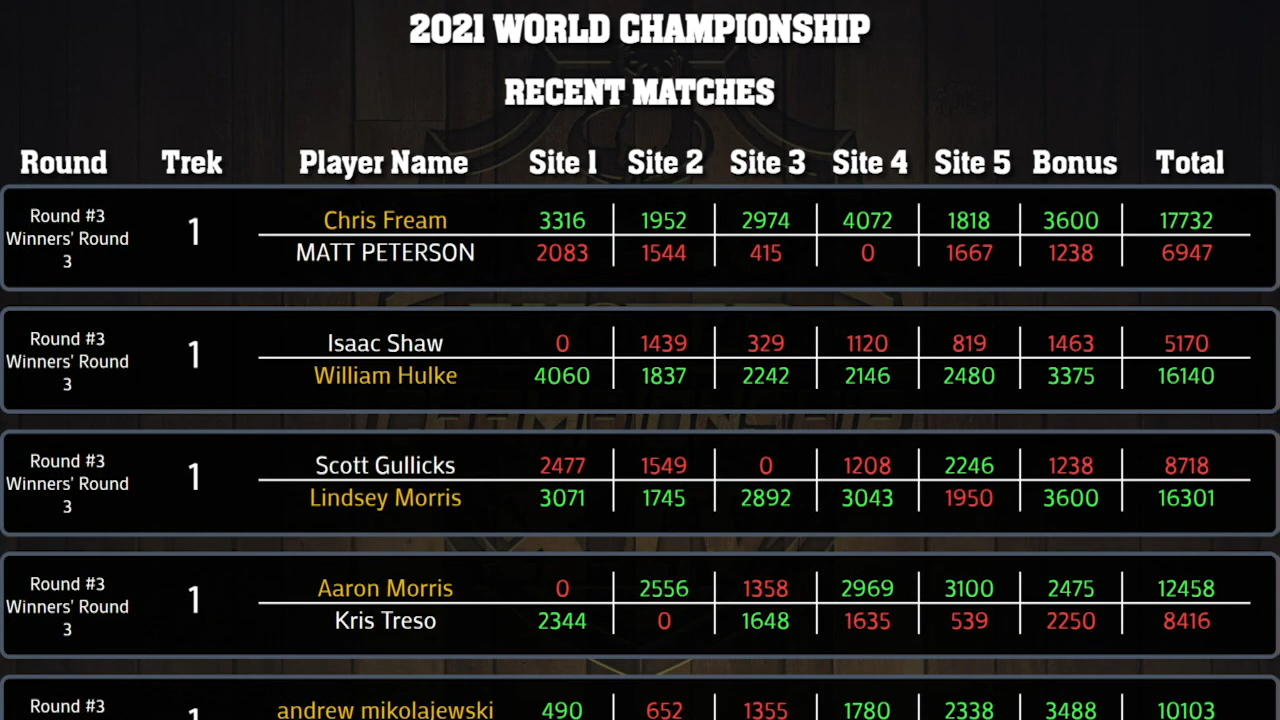 2021 WORLD CHAMPIONSHIP
RECENT MATCHES
Round Trek Player Name Site 1 Site 2 Site 3 Site 4 Site 5 Bonus Total
Round #3
Winners' Round
3
1
Chris Fream 3316 1952 2974 4072 1818 3600 17732
MATT PETERSON 2083 1544 415 0 1667 1238 6947
Round #3
Winners' Round
3
1
Isaac Shaw 0 1439 329 1120 819 1463 5170
William Hulke 4060 1837 2242 2146 2480 3375 16140
Round #3
Winners' Round
3
1
Scott Gullicks 2477 1549 0 1208 2246 1238 8718
Lindsey Morris 3071 1745 2892 3043 1950 3600 16301
Round #3
Winners' Round
3
1
Aaron Morris 0 2556 1358 2969 3100 2475 12458
Kris Treso 2344 0 1648 1635 539 2250 8416
Round #3
1
andrew mikolajewski 490 652 1355 1780 2338 3488 10103